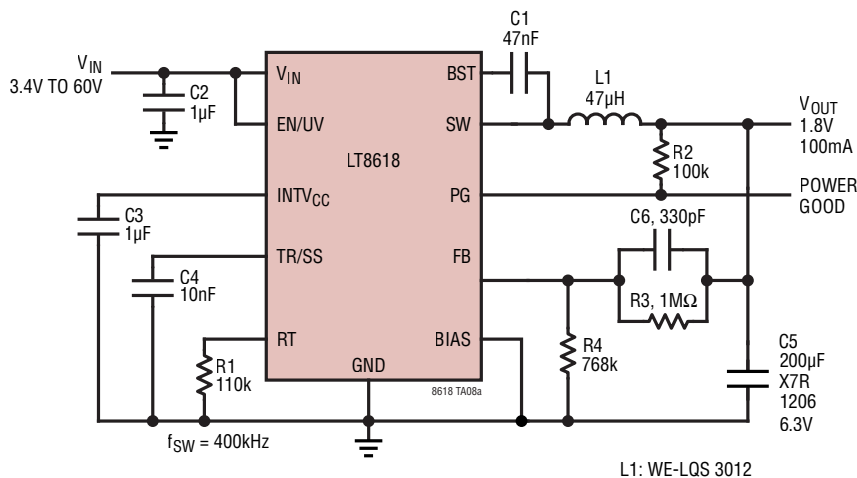 C1
47nF
V_IN
3.4V TO 60V
V_IN
BST
L1
47µH
C2
1µF
V_OUT
1.8V
100mA
EN/UV
SW
LT8618
R2
100k
INTV_CC
PG
POWER
GOOD
C3
1µF
C6, 330pF
TR/SS
FB
C4
10nF
R3, 1MΩ
RT
BIAS
R1
110k
R4
768k
C5
200µF
X7R
1206
6.3V
GND
8618 TA08a
f_SW = 400kHz
L1: WE-LQS 3012